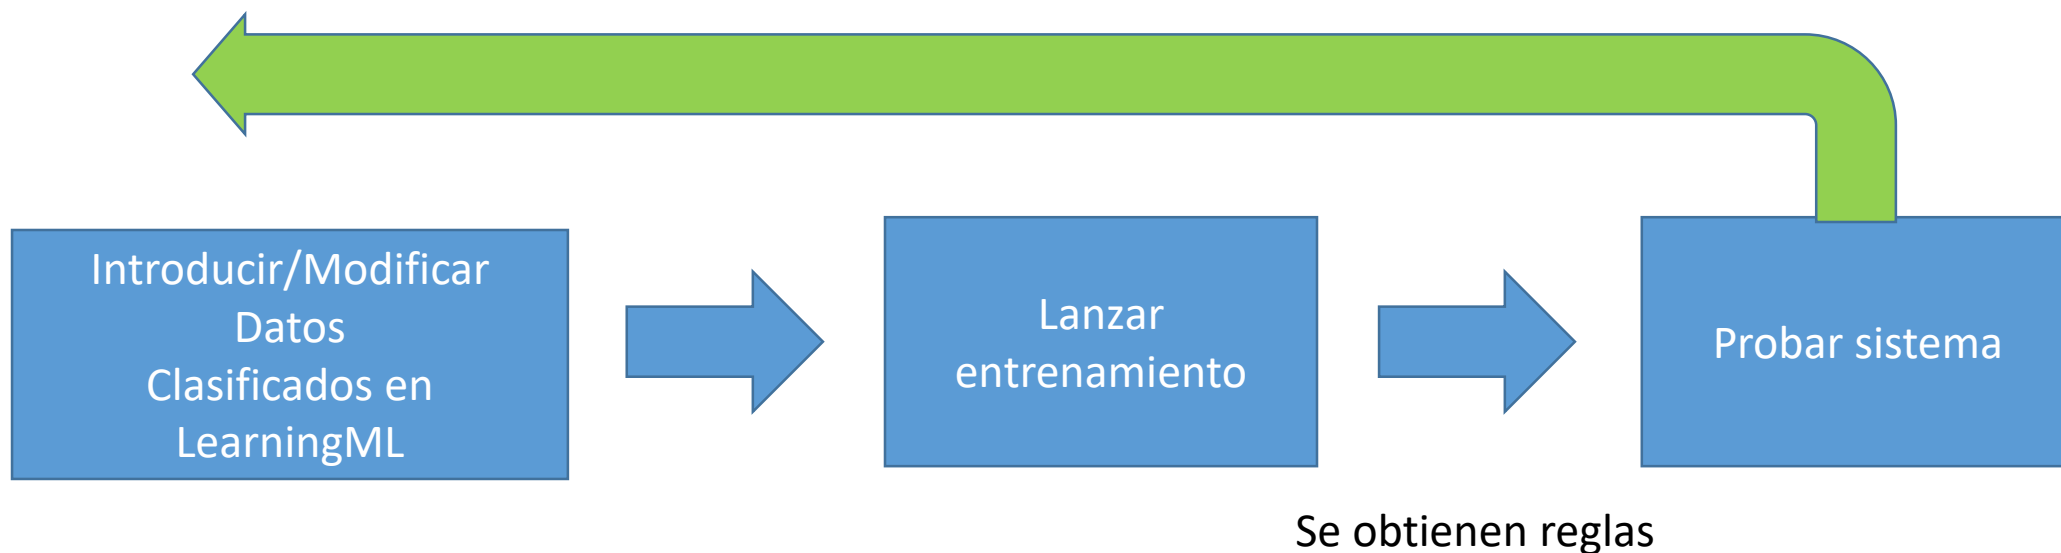 Introducir/Modificar
Datos
Clasificados en
LearningML
Lanzar
entrenamiento
Probar sistema
Se obtienen reglas